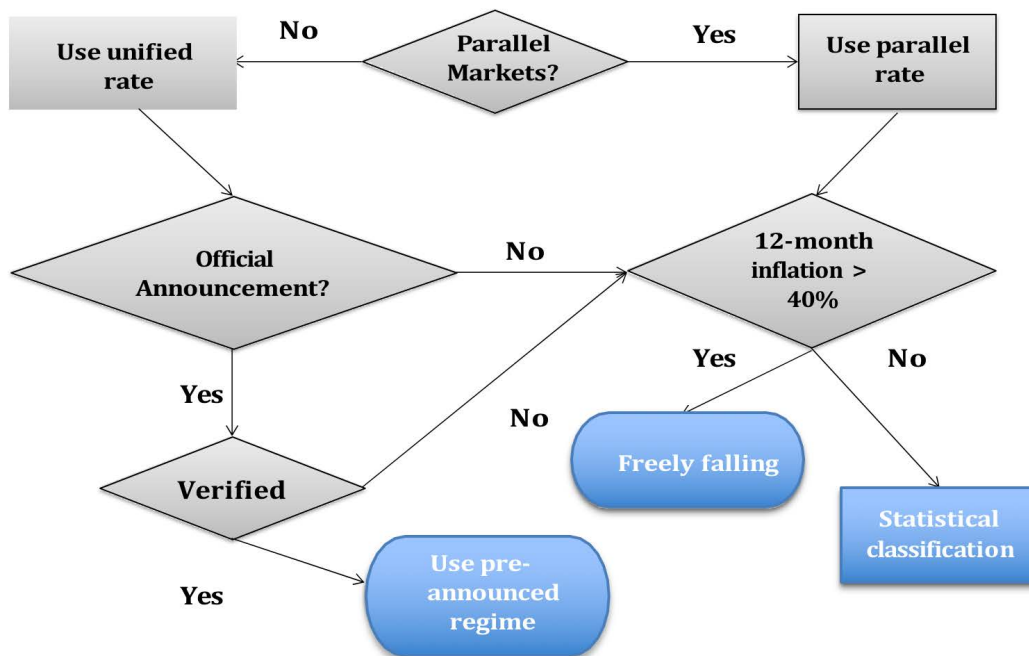 No
Yes
Use unified
rate
Parallel
Markets?
Use parallel
rate
Official
Announcement?
No
12-month
inflation >
40%
Yes
Yes
No
No
Verified
Freely falling
Statistical
classification
Yes
Use pre-
announced
regime